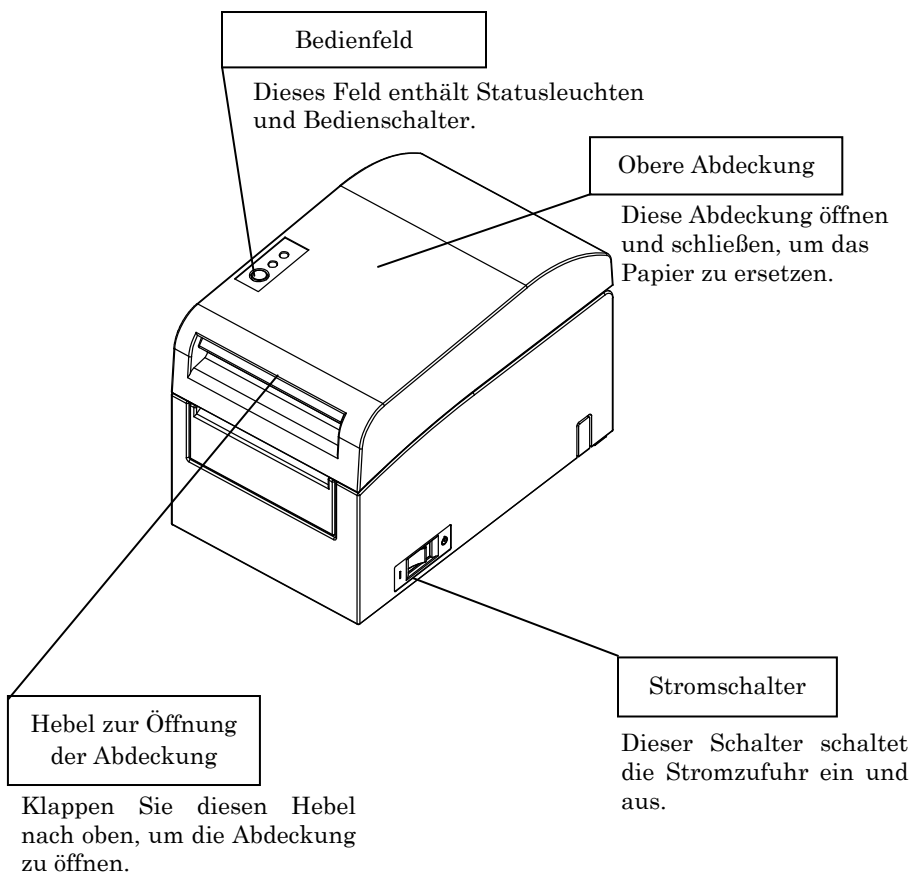 Bedienfeld
Dieses Feld enthält Statusleuchten
und Bedienschalter.
Obere Abdeckung
Diese Abdeckung öffnen
und schließen, um das
Papier zu ersetzen.
Stromschalter
Dieser Schalter schaltet
die Stromzufuhr ein und
aus.
Hebel zur Öffnung
der Abdeckung
Klappen Sie diesen Hebel
nach oben, um die Abdeckung
zu öffnen.